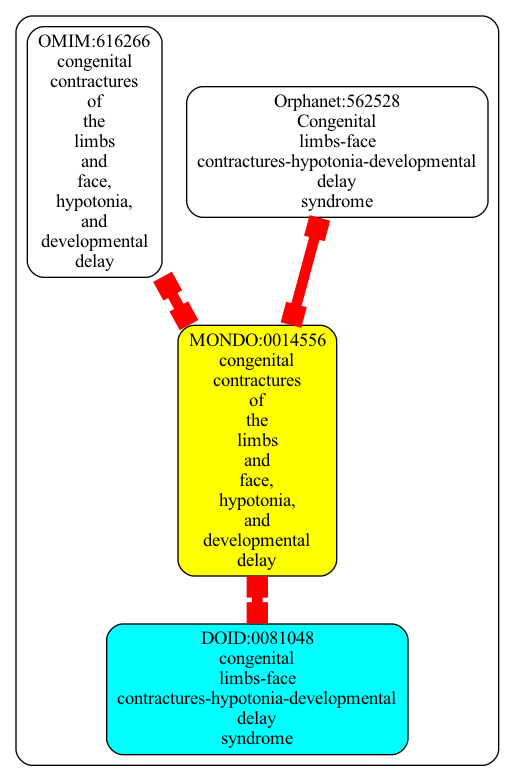 OMIM:616266
congenital
contractures
of
the
limbs
and
face,
hypotonia,
and
developmental
delay
Orphanet:562528
Congenital
limbs-face
contractures-hypotonia-developmental
delay
syndrome
MONDO:0014556
congenital
contractures
of
the
limbs
and
face,
hypotonia,
and
developmental
delay
DOID:0081048
congenital
limbs-face
contractures-hypotonia-developmental
delay
syndrome